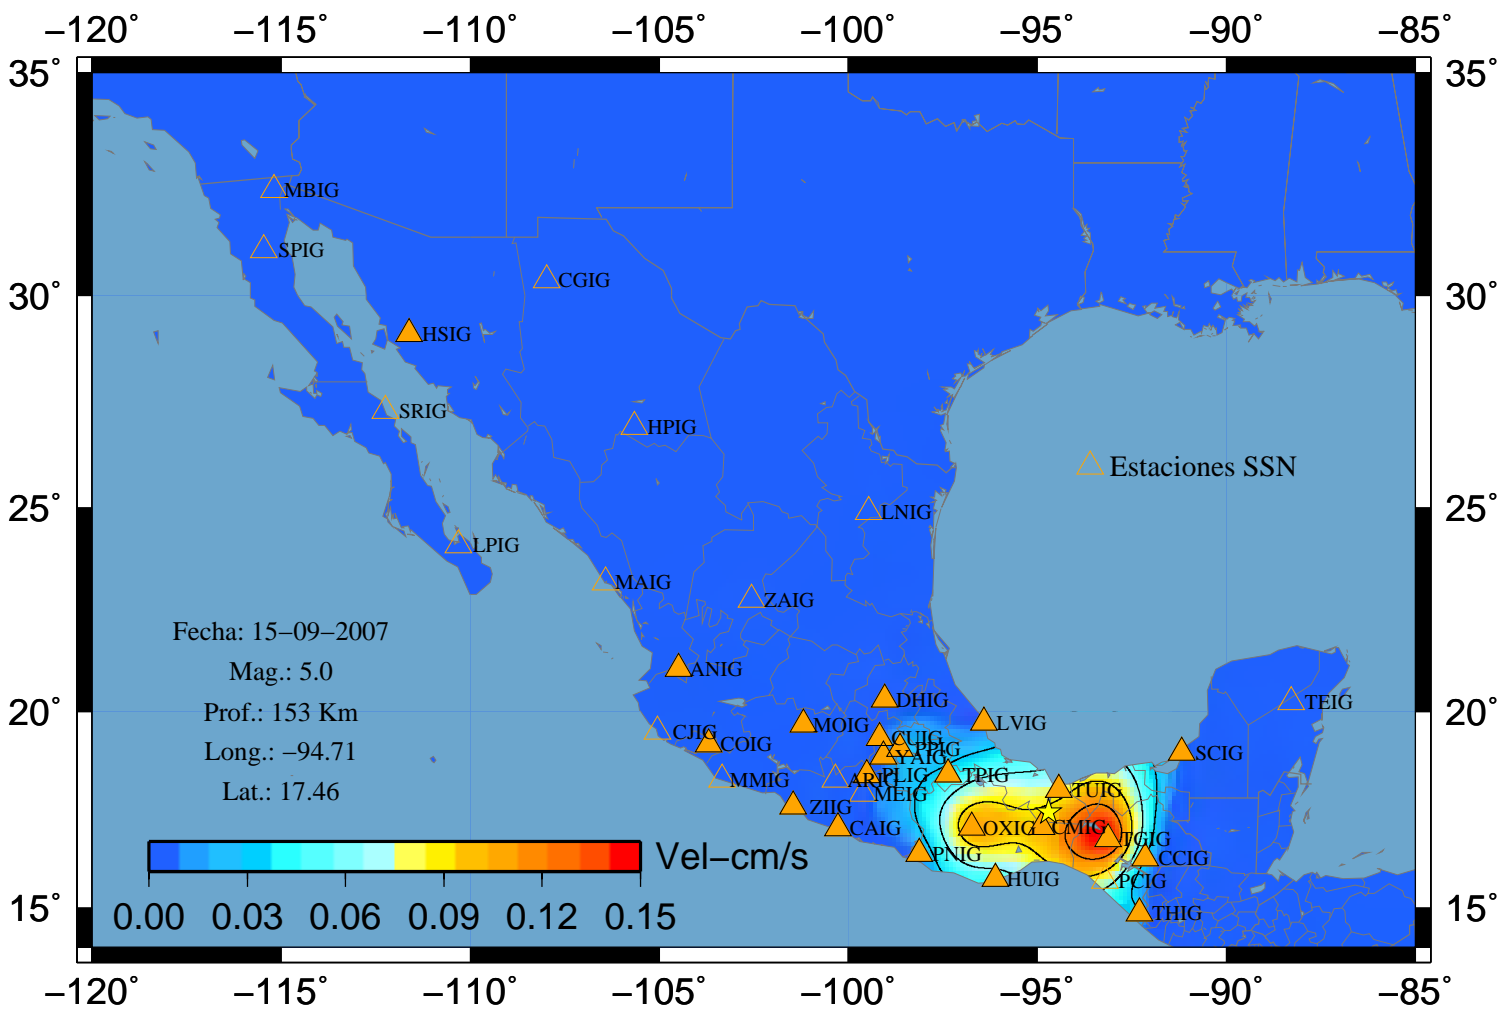 −120˚ −115˚ −110˚ −105˚ −100˚ −95˚ −90˚ −85˚
35˚ 35˚
MBIG
SPIG
CGIG
30˚ 30˚
HSIG
SRIG
HPIG
Estaciones SSN
25˚ LNIG 25˚
LPIG
MAIG
ZAIG
Fecha: 15−09−2007
ANIG
Mag.: 5.0
DHIG
TEIG
20˚ 20˚
Prof.: 153 Km
MOIG
LVIG
CJIG
CUIG
COIG
PPIG
Long.: −94.71
SCIG
YAIG
PLIG
TPIG
MMIG
ARIG
Lat.: 17.46
TUIG
MEIG
ZIIG
CAIG
OXIG
CMIG
TGIG
PNIG
CCIG
Vel−cm/s
HUIG
PCIG
THIG
15˚ 15˚
0.00 0.03 0.06 0.09 0.12 0.15
−120˚ −115˚ −110˚ −105˚ −100˚ −95˚ −90˚ −85˚